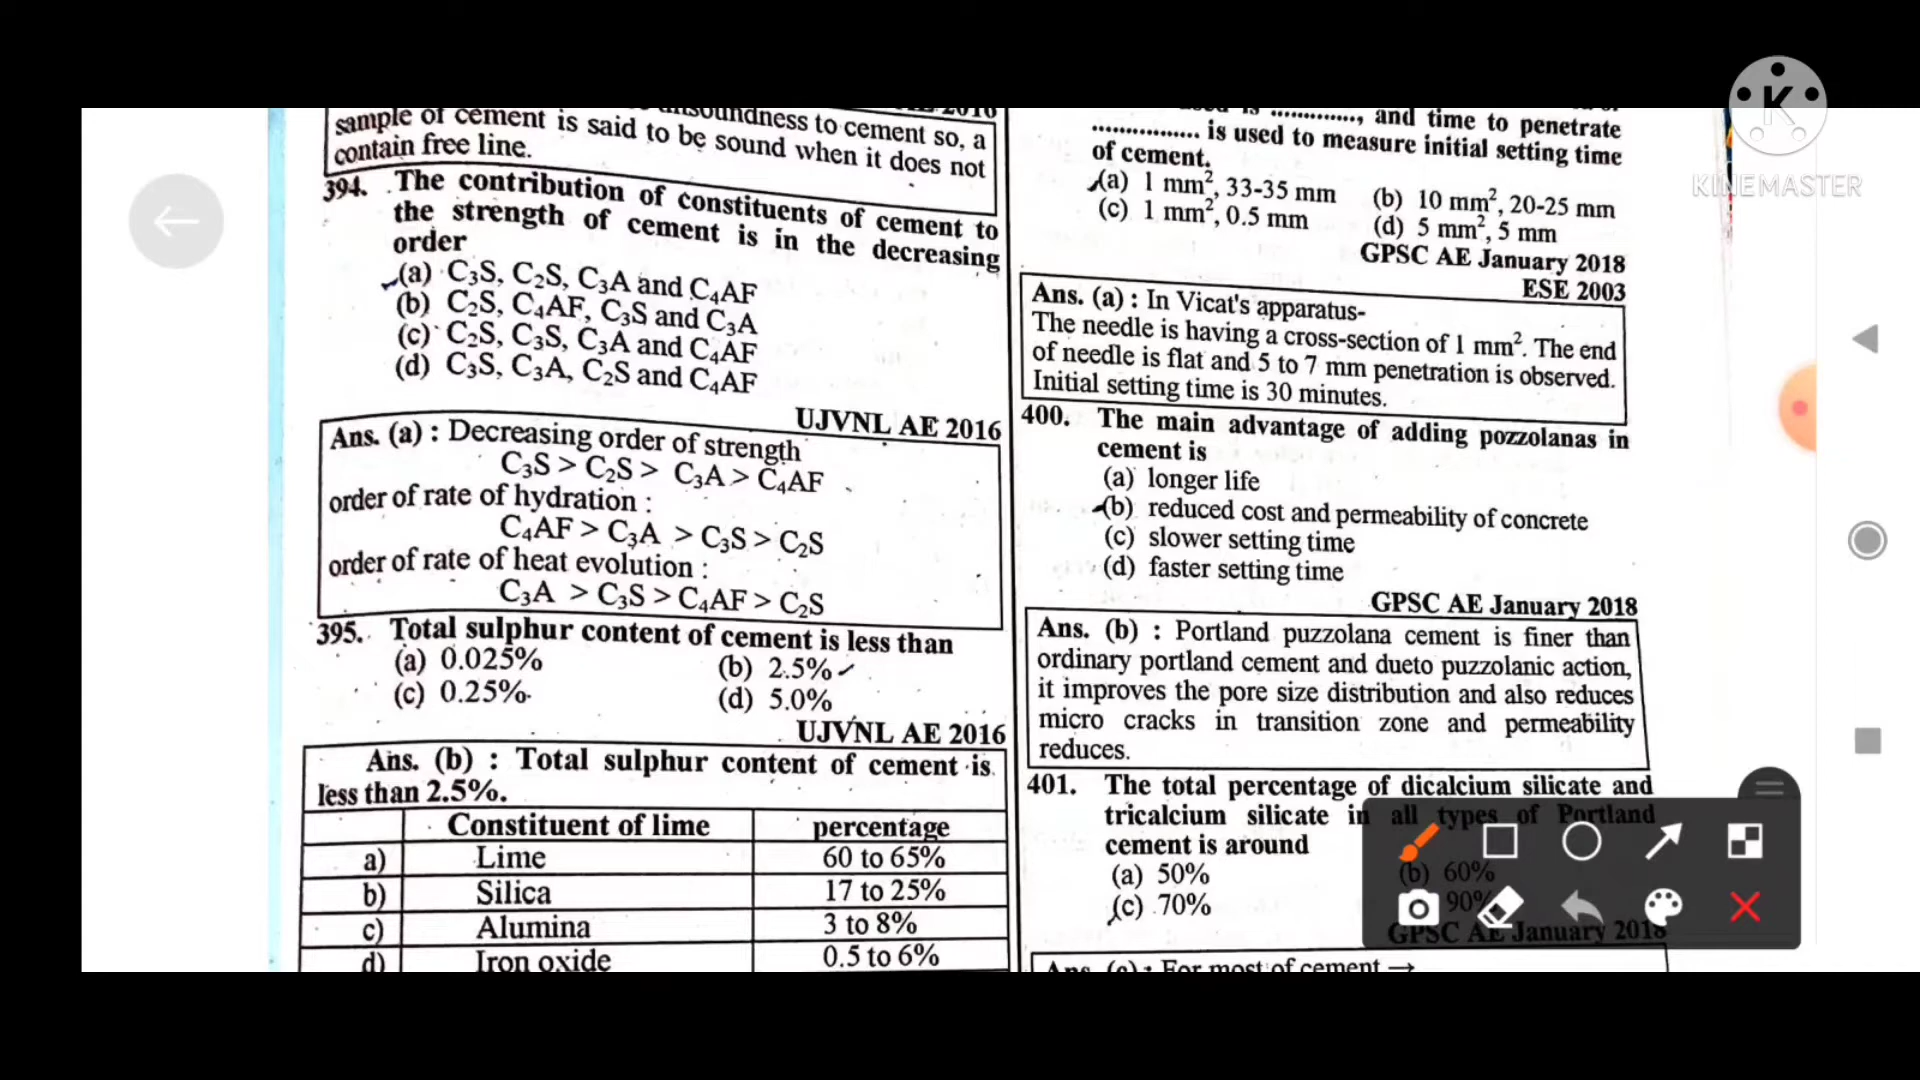 sample of cement is said to be sound when it does not
unsoundness to cement so, a
contain free line.
394. The contribution of constituents of cement to
the strength of cement is in the decreasing
order
(a) C₃S, C₂S, C₃A and C₄AF
(b) C₂S, C₄AF, C₃S and C₃A
(c) C₂S, C₃S, C₃A and C₄AF
(d) C₃S, C₃A, C₂S and C₄AF
UJVNL AE 2016
Ans. (a) : Decreasing order of strength
C₃S > C₂S > C₃A > C₄AF
order of rate of hydration :
C₄AF > C₃A > C₃S > C₂S
order of rate of heat evolution :
C₃A > C₃S > C₄AF > C₂S
395. Total sulphur content of cement is less than
(a) 0.025% (b) 2.5%
(c) 0.25% (d) 5.0%
UJVNL AE 2016
Ans. (b) : Total sulphur content of cement is
less than 2.5%.
Constituent of lime percentage
a) Lime 60 to 65%
b) Silica 17 to 25%
c) Alumina 3 to 8%
d) Iron oxide 0.5 to 6%
............., and time to penetrate
............... is used to measure initial setting time
of cement.
(a) 1 mm², 33-35 mm (b) 10 mm², 20-25 mm
(c) 1 mm², 0.5 mm (d) 5 mm², 5 mm
GPSC AE January 2018
ESE 2003
Ans. (a) : In Vicat's apparatus-
The needle is having a cross-section of 1 mm². The end
of needle is flat and 5 to 7 mm penetration is observed.
Initial setting time is 30 minutes.
400. The main advantage of adding pozzolanas in
cement is
(a) longer life
(b) reduced cost and permeability of concrete
(c) slower setting time
(d) faster setting time
GPSC AE January 2018
Ans. (b) : Portland puzzolana cement is finer than
ordinary portland cement and dueto puzzolanic action,
it improves the pore size distribution and also reduces
micro cracks in transition zone and permeability
reduces.
401. The total percentage of dicalcium silicate and
tricalcium silicate in all types of Portland
cement is around
(a) 50% (b) 60%
(c) 70% 90%
GPSC AE January 2018
Ans. (c) : For most of cement →
K
KINEMASTER